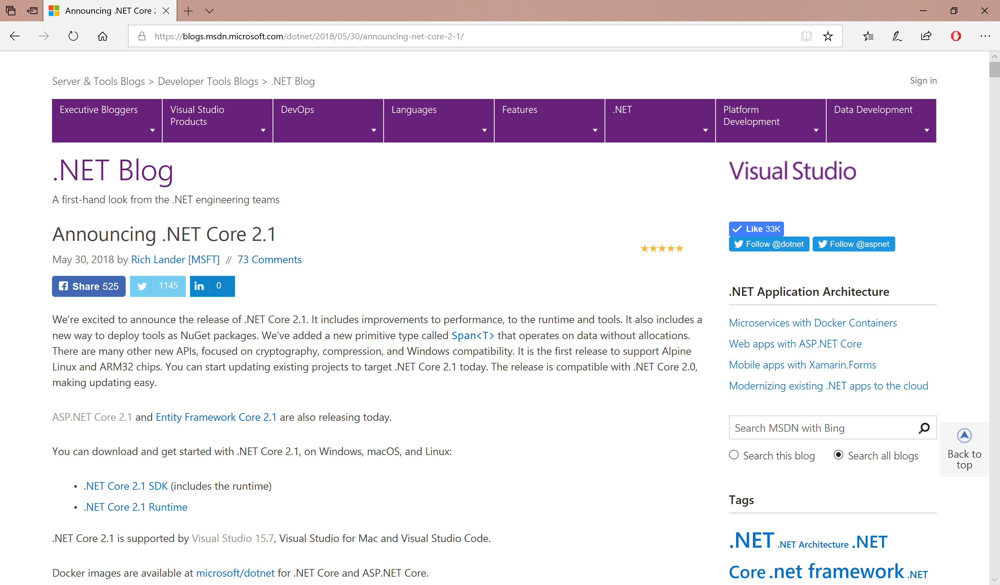 Announcing .NET Core
https://blogs.msdn.microsoft.com/dotnet/2018/05/30/announcing-net-core-2-1/
Server & Tools Blogs > Developer Tools Blogs > .NET Blog
Sign in
Executive Bloggers
Visual Studio
Products
DevOps
Languages
Features
.NET
Platform
Development
Data Development
.NET Blog
A first-hand look from the .NET engineering teams
Visual Studio
Announcing .NET Core 2.1
May 30, 2018 by Rich Lander [MSFT] // 73 Comments
Share 525
1145
in 0
We’re excited to announce the release of .NET Core 2.1. It includes improvements to performance, to the runtime and tools. It also includes a
new way to deploy tools as NuGet packages. We’ve added a new primitive type called Span<T> that operates on data without allocations.
There are many other new APIs, focused on cryptography, compression, and Windows compatibility. It is the first release to support Alpine
Linux and ARM32 chips. You can start updating existing projects to target .NET Core 2.1 today. The release is compatible with .NET Core 2.0,
making updating easy.
ASP.NET Core 2.1 and Entity Framework Core 2.1 are also releasing today.
You can download and get started with .NET Core 2.1, on Windows, macOS, and Linux:
• .NET Core 2.1 SDK (includes the runtime)
• .NET Core 2.1 Runtime
.NET Core 2.1 is supported by Visual Studio 15.7, Visual Studio for Mac and Visual Studio Code.
Docker images are available at microsoft/dotnet for .NET Core and ASP.NET Core.
Like 33K
Follow @dotnet
Follow @aspnet
.NET Application Architecture
Microservices with Docker Containers
Web apps with ASP.NET Core
Mobile apps with Xamarin.Forms
Modernizing existing .NET apps to the cloud
Search MSDN with Bing
Search this blog
Search all blogs
Back to
top
Tags
.NET .NET Architecture .NET
Core .net framework .NET